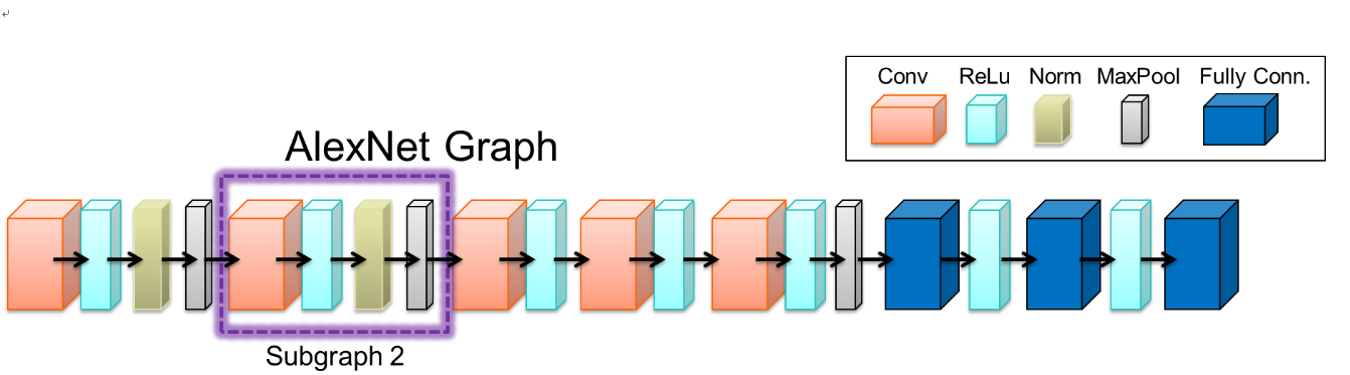 Conv ReLu Norm MaxPool Fully Conn.
AlexNet Graph
Subgraph 2